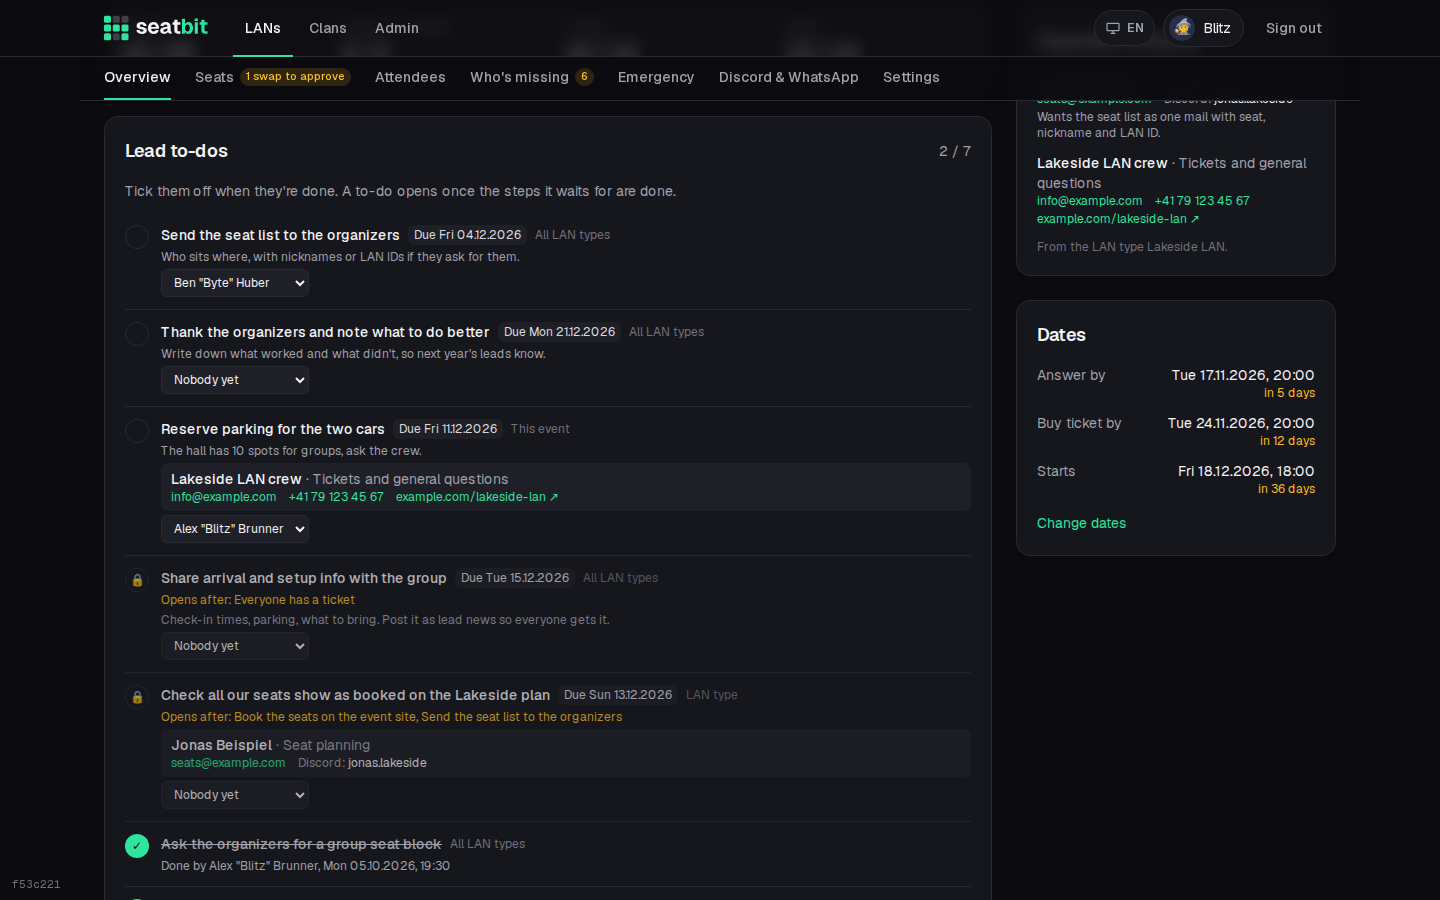 seatbit
LANs
Clans
Admin
EN
Blitz
Sign out
Overview
Seats 1 swap to approve
Attendees
Who's missing 6
Emergency
Discord & WhatsApp
Settings
Lead to-dos
2 / 7
Tick them off when they're done. A to-do opens once the steps it waits for are done.
Send the seat list to the organizers Due Fri 04.12.2026 All LAN types
Who sits where, with nicknames or LAN IDs if they ask for them.
Ben "Byte" Huber
Thank the organizers and note what to do better Due Mon 21.12.2026 All LAN types
Write down what worked and what didn't, so next year's leads know.
Nobody yet
Reserve parking for the two cars Due Fri 11.12.2026 This event
The hall has 10 spots for groups, ask the crew.
Lakeside LAN crew · Tickets and general questions
info@example.com +41 79 123 45 67 example.com/lakeside-lan ↗
Alex "Blitz" Brunner
Share arrival and setup info with the group Due Tue 15.12.2026 All LAN types
Opens after: Everyone has a ticket
Check-in times, parking, what to bring. Post it as lead news so everyone gets it.
Nobody yet
Check all our seats show as booked on the Lakeside plan Due Sun 13.12.2026 LAN type
Opens after: Book the seats on the event site, Send the seat list to the organizers
Jonas Beispiel · Seat planning
seats@example.com Discord: jonas.lakeside
Nobody yet
Ask the organizers for a group seat block All LAN types
Done by Alex "Blitz" Brunner, Mon 05.10.2026, 19:30
seats@example.com Discord: jonas.lakeside
Wants the seat list as one mail with seat,
nickname and LAN ID.
Lakeside LAN crew · Tickets and general
questions
info@example.com +41 79 123 45 67
example.com/lakeside-lan ↗
From the LAN type Lakeside LAN.
Dates
Answer by Tue 17.11.2026, 20:00
in 5 days
Buy ticket by Tue 24.11.2026, 20:00
in 12 days
Starts Fri 18.12.2026, 18:00
in 36 days
Change dates
f53c221